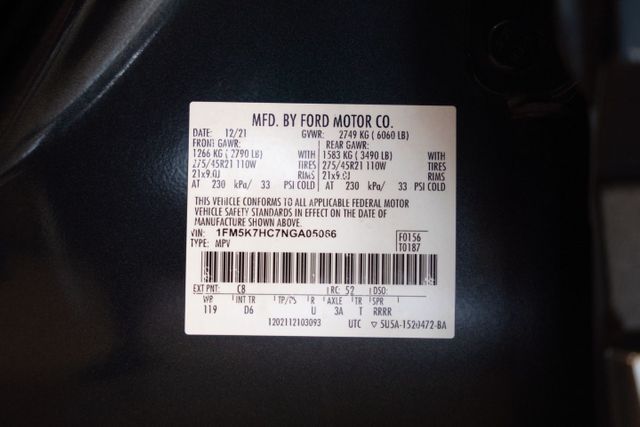 MFD. BY FORD MOTOR CO.
DATE: 12/21 GVWR: 2749 KG ( 6060 LB)
FRONT GAWR: REAR GAWR:
1266 KG ( 2790 LB) WITH 1583 KG ( 3490 LB) WITH
275/45R21 110W TIRES 275/45R21 110W TIRES
21x9.0J RIMS 21x9.0J RIMS
AT 230 kPa/ 33 PSI COLD AT 230 kPa/ 33 PSI COLD
THIS VEHICLE CONFORMS TO ALL APPLICABLE FEDERAL MOTOR
VEHICLE SAFETY STANDARDS IN EFFECT ON THE DATE OF
MANUFACTURE SHOWN ABOVE.
VIN: 1FM5K7HC7NGA05066 F0156
TYPE: MPV T0187
EXT PNT: C8 RC: 52 DSO:
WB INT TR TP/PS R AXLE TR SPR
119 D6 U 3A T RRRR
1202112103093 UTC ▽ 5U5A-1520472-BA